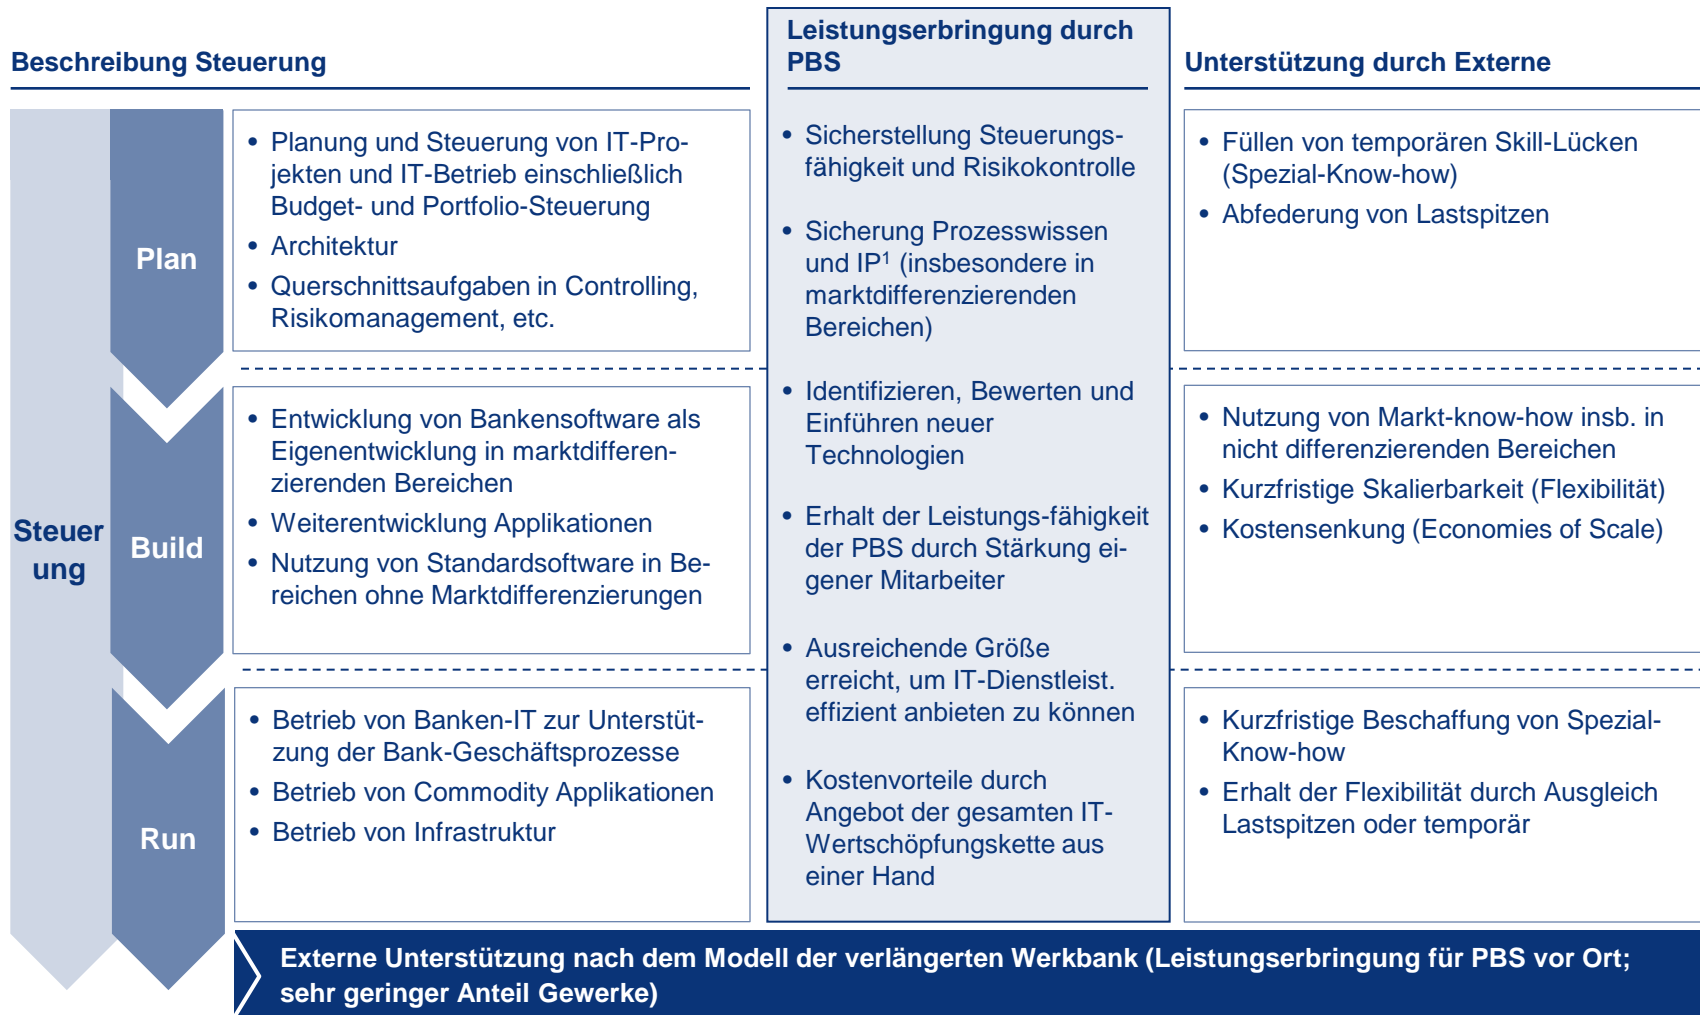 Beschreibung Steuerung
Leistungserbringung durch
PBS
Unterstützung durch Externe
Steuer
ung
Plan
• Planung und Steuerung von IT-Pro-
jekten und IT-Betrieb einschließlich
Budget- und Portfolio-Steuerung
• Architektur
• Querschnittsaufgaben in Controlling,
Risikomanagement, etc.
Build
• Entwicklung von Bankensoftware als
Eigenentwicklung in marktdifferen-
zierenden Bereichen
• Weiterentwicklung Applikationen
• Nutzung von Standardsoftware in Be-
reichen ohne Marktdifferenzierungen
Run
• Betrieb von Banken-IT zur Unterstüt-
zung der Bank-Geschäftsprozesse
• Betrieb von Commodity Applikationen
• Betrieb von Infrastruktur
• Sicherstellung Steuerungs-
fähigkeit und Risikokontrolle
• Sicherung Prozesswissen
und IP¹ (insbesondere in
marktdifferenzierenden
Bereichen)
• Identifizieren, Bewerten und
Einführen neuer
Technologien
• Erhalt der Leistungs-fähigkeit
der PBS durch Stärkung ei-
gener Mitarbeiter
• Ausreichende Größe
erreicht, um IT-Dienstleist.
effizient anbieten zu können
• Kostenvorteile durch
Angebot der gesamten IT-
Wertschöpfungskette aus
einer Hand
• Füllen von temporären Skill-Lücken
(Spezial-Know-how)
• Abfederung von Lastspitzen
• Nutzung von Markt-know-how insb. in
nicht differenzierenden Bereichen
• Kurzfristige Skalierbarkeit (Flexibilität)
• Kostensenkung (Economies of Scale)
• Kurzfristige Beschaffung von Spezial-
Know-how
• Erhalt der Flexibilität durch Ausgleich
Lastspitzen oder temporär
Externe Unterstützung nach dem Modell der verlängerten Werkbank (Leistungserbringung für PBS vor Ort;
sehr geringer Anteil Gewerke)